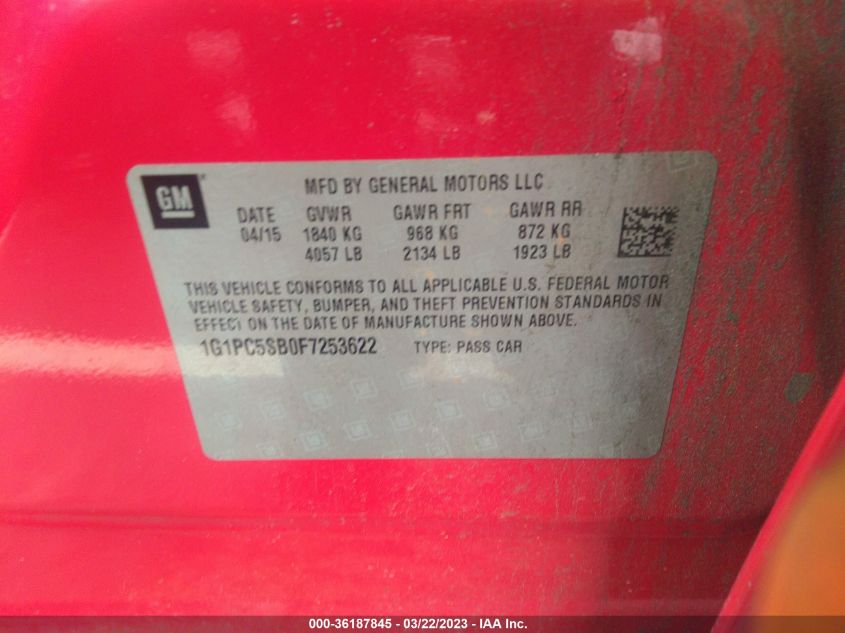 GM
MFD BY GENERAL MOTORS LLC
DATE GVWR GAWR FRT GAWR RR
04/15 1840 KG 968 KG 872 KG
4057 LB 2134 LB 1923 LB
THIS VEHICLE CONFORMS TO ALL APPLICABLE U.S. FEDERAL MOTOR
VEHICLE SAFETY, BUMPER, AND THEFT PREVENTION STANDARDS IN
EFFECT ON THE DATE OF MANUFACTURE SHOWN ABOVE.
1G1PC5SB0F7253622 TYPE: PASS CAR
000-36187845 - 03/22/2023 - IAA Inc.